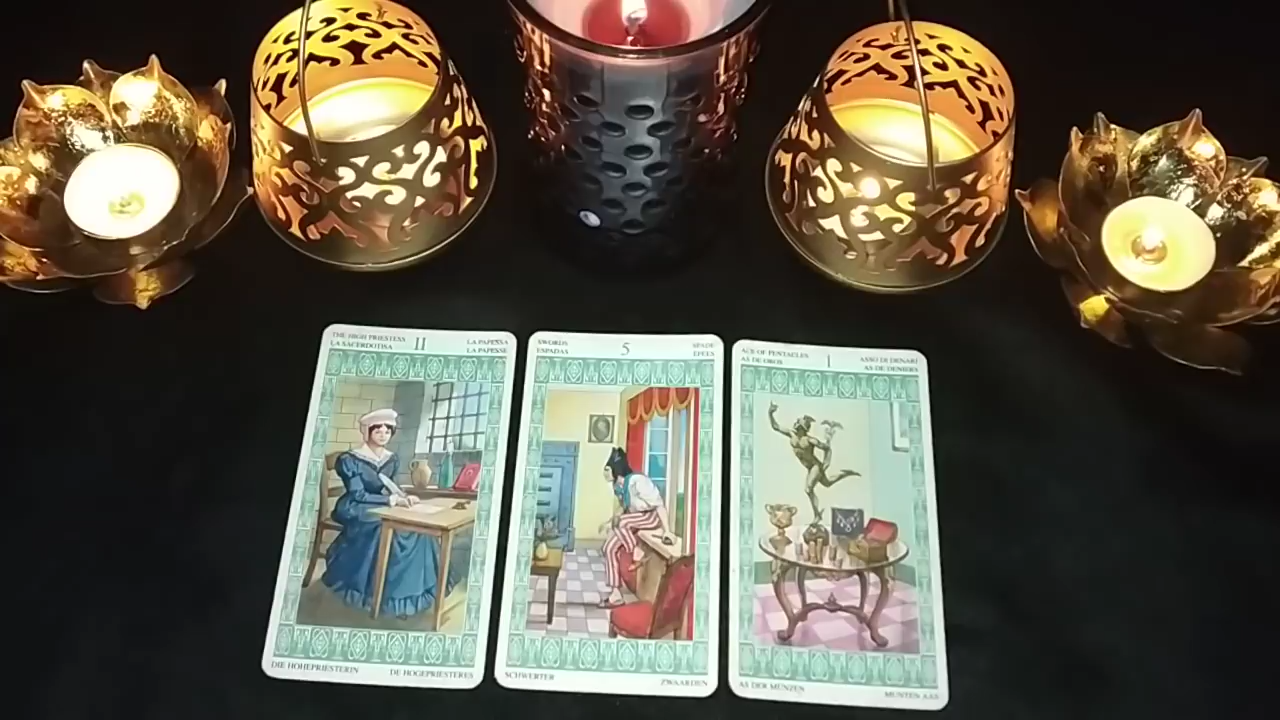 THE HIGH PRIESTESS
LA SACERDOTISA
II
LA PAPESSA
LA PAPESSE
DIE HOHEPRIESTERIN
DE HOGEPRIESTERES
SWORDS
ESPADAS
5
SPADE
ÉPÉES
SCHWERTER
ZWAARDEN
ACE OF PENTACLES
AS DE OROS
I
ASSO DI DENARI
AS DE DENIERS
AS DER MÜNZEN
MUNTEN AAS